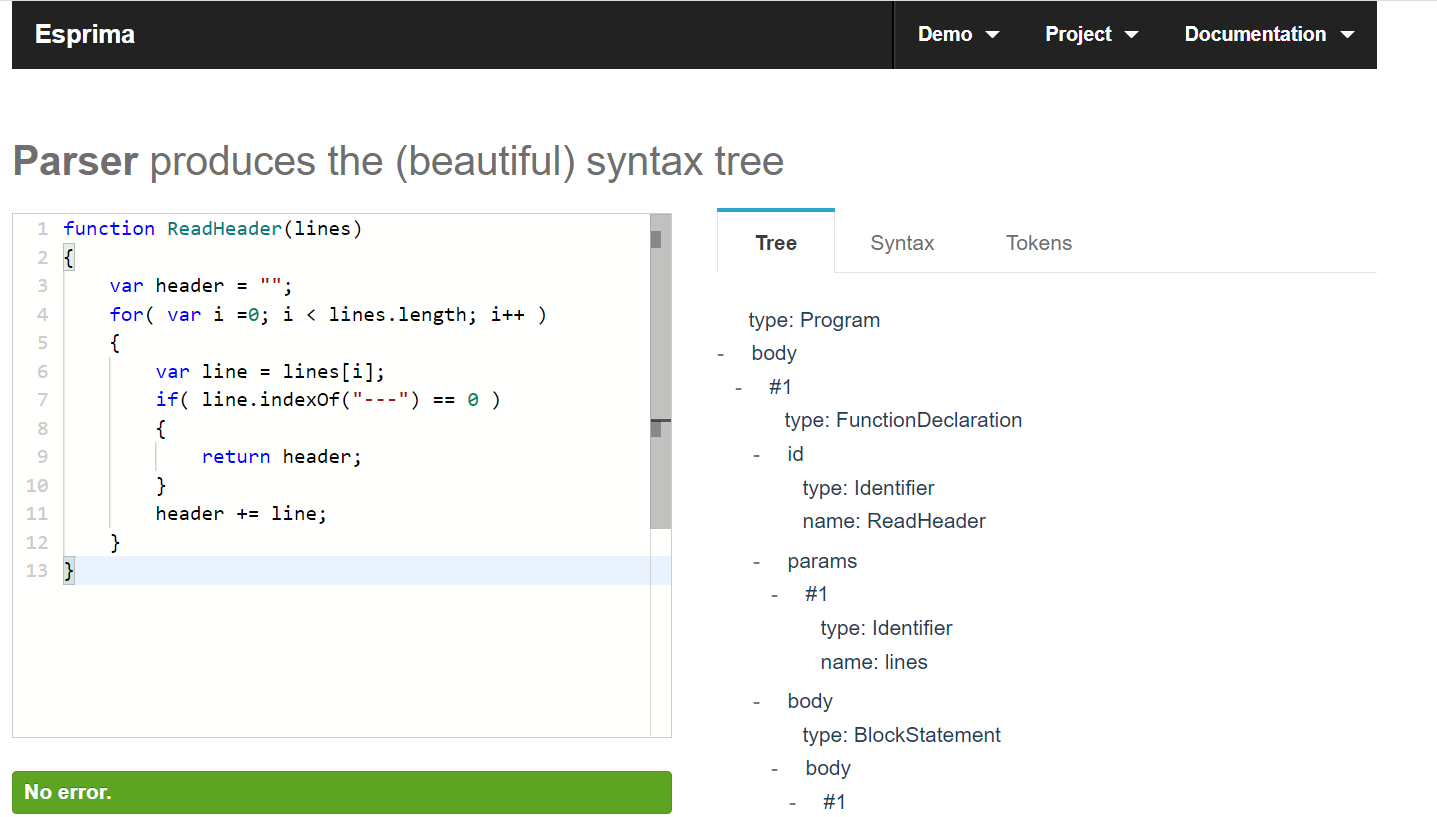 Esprima Demo Project Documentation
Parser produces the (beautiful) syntax tree
1 function ReadHeader(lines)
2 {
3     var header = "";
4     for( var i =0; i < lines.length; i++ )
5     {
6         var line = lines[i];
7         if( line.indexOf("---") == 0 )
8         {
9             return header;
10         }
11         header += line;
12     }
13 }
No error.
Tree Syntax Tokens
type: Program
- body
- #1
type: FunctionDeclaration
- id
type: Identifier
name: ReadHeader
- params
- #1
type: Identifier
name: lines
- body
type: BlockStatement
- body
- #1